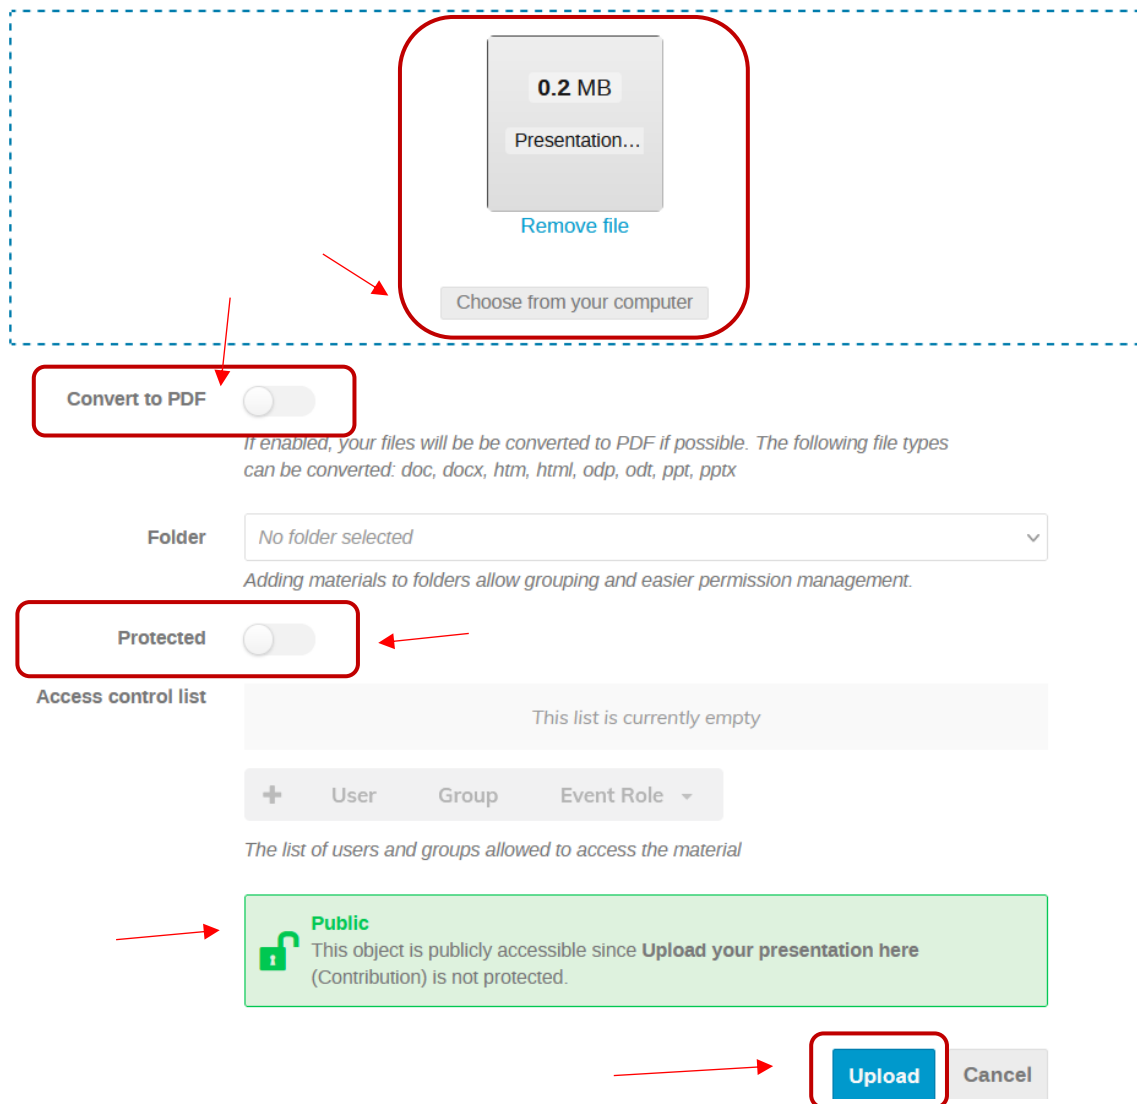 0.2 MB
Presentation...
Remove file
Choose from your computer
Convert to PDF
If enabled, your files will be be converted to PDF if possible. The following file types
can be converted: doc, docx, htm, html, odp, odt, ppt, pptx
Folder
No folder selected
Adding materials to folders allow grouping and easier permission management.
Protected
Access control list
This list is currently empty
+ User Group Event Role
The list of users and groups allowed to access the material
Public
This object is publicly accessible since Upload your presentation here
(Contribution) is not protected.
Upload Cancel